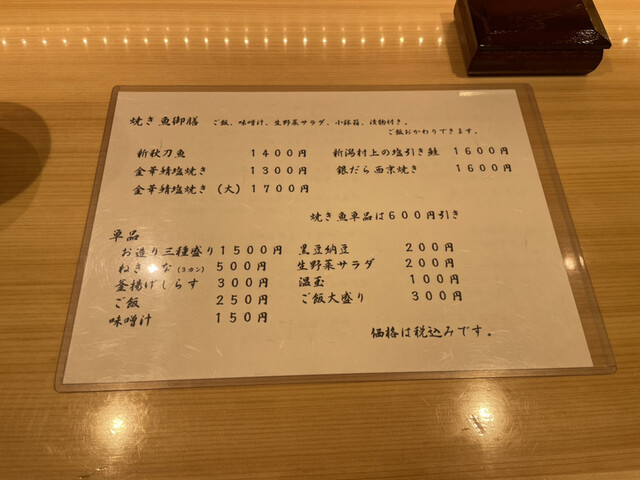 焼き魚御膳 ご飯、味噌汁、生野菜サラダ、小鉢、漬物付き。
ご飯おかわりできます。
新秋刀魚 1400円 新潟村上の塩引き鮭 1600円
金華鯖塩焼き 1300円 銀だら西京焼き 1600円
金華鯖塩焼き(大) 1700円
焼き魚単品は600円引き
単品
お造り三種盛り 1500円 黒豆納豆 200円
(3カン) 500円 生野菜サラダ 200円
釜揚げしらす 300円 温玉 100円
ご飯 250円 ご飯大盛り 300円
味噌汁 150円
価格は税込みです。